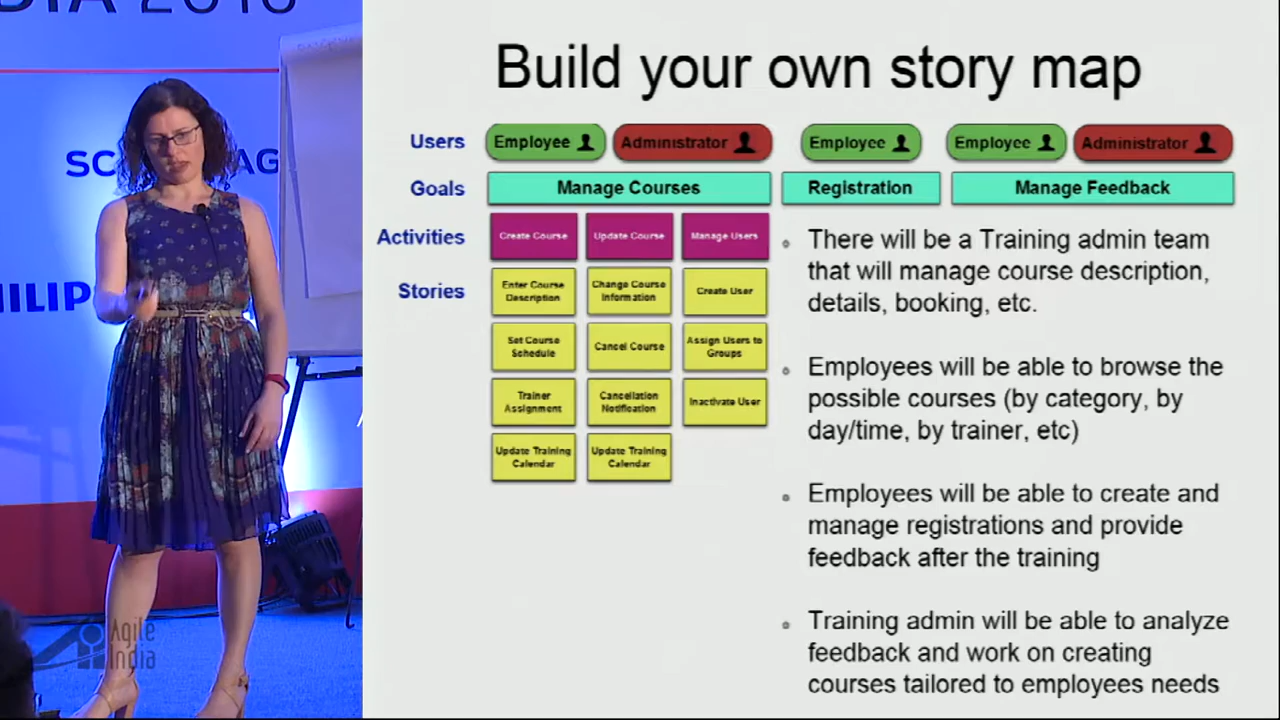 DIA 2016
SC AG
HILIPS
Agile
India
Build your own story map
Users
Employee
Administrator
Employee
Employee
Administrator
Goals
Manage Courses
Registration
Manage Feedback
Activities
Create Course
Update Course
Manage Users
Stories
Enter Course
Description
Change Course
Information
Create User
Set Course
Schedule
Cancel Course
Assign Users to
Groups
Trainer
Assignment
Cancellation
Notification
Inactivate User
Update Training
Calendar
Update Training
Calendar
There will be a Training admin team
that will manage course description,
details, booking, etc.
Employees will be able to browse the
possible courses (by category, by
day/time, by trainer, etc)
Employees will be able to create and
manage registrations and provide
feedback after the training
Training admin will be able to analyze
feedback and work on creating
courses tailored to employees needs